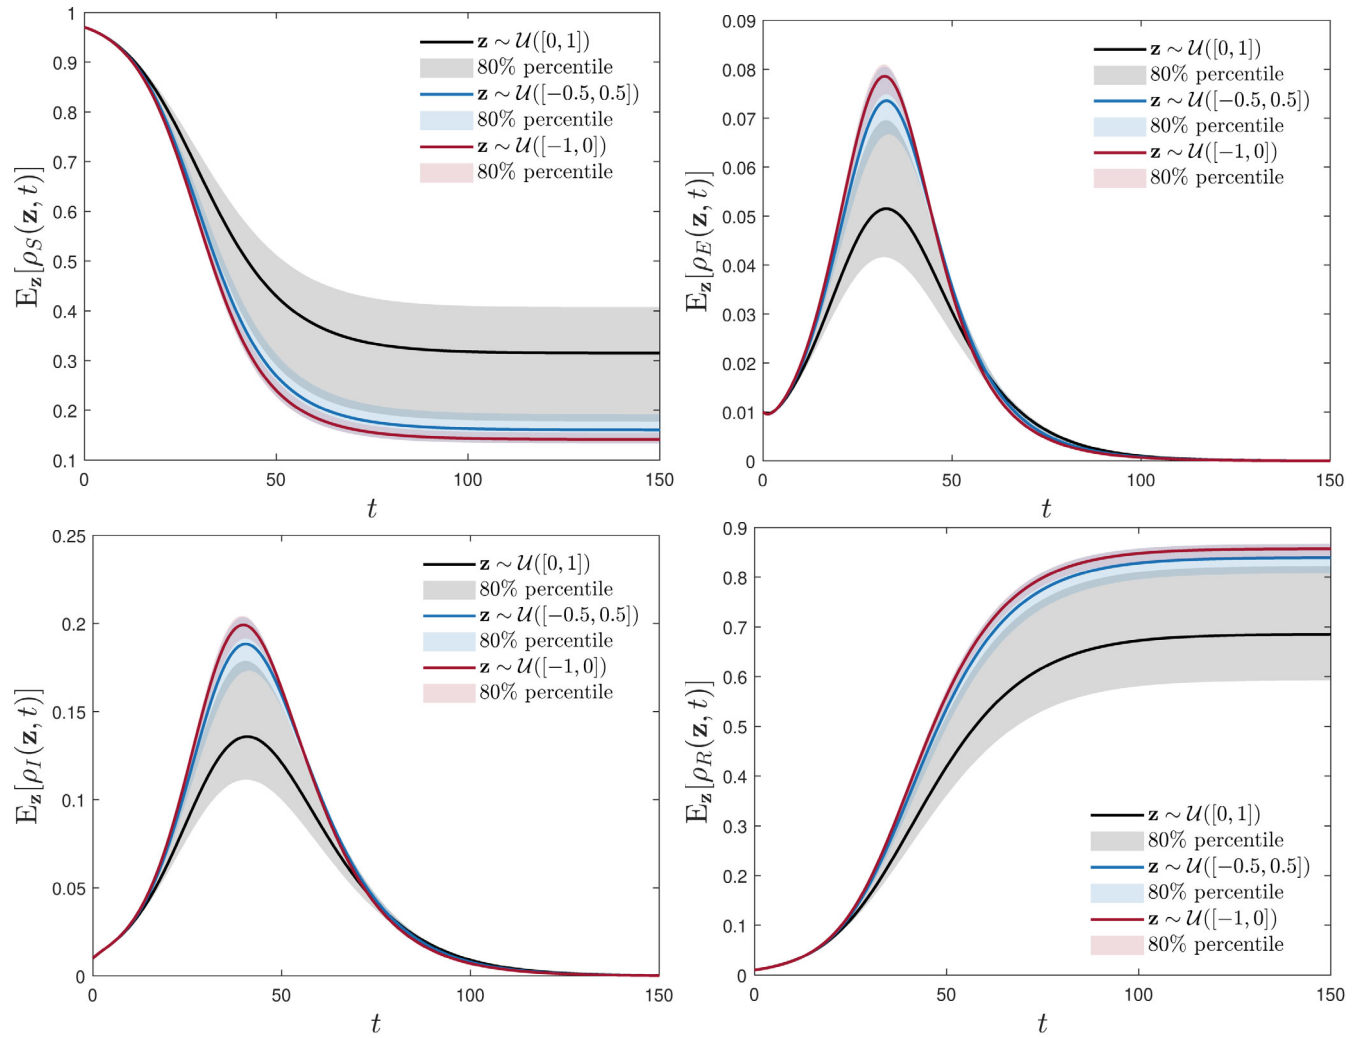 1
0.9
0.8
0.7
0.6
0.5
0.4
0.3
0.2
0.1
0 50 100 150
t
E_z[ρ_S(z, t)]
z ∼ U([0, 1])
80% percentile
z ∼ U([−0.5, 0.5])
80% percentile
z ∼ U([−1, 0])
80% percentile
0.09
0.08
0.07
0.06
0.05
0.04
0.03
0.02
0.01
0
0 50 100 150
t
E_z[ρ_E(z, t)]
z ∼ U([0, 1])
80% percentile
z ∼ U([−0.5, 0.5])
80% percentile
z ∼ U([−1, 0])
80% percentile
0.25
0.2
0.15
0.1
0.05
0
0 50 100 150
t
E_z[ρ_I(z, t)]
z ∼ U([0, 1])
80% percentile
z ∼ U([−0.5, 0.5])
80% percentile
z ∼ U([−1, 0])
80% percentile
0.9
0.8
0.7
0.6
0.5
0.4
0.3
0.2
0.1
0
0 50 100 150
t
E_z[ρ_R(z, t)]
z ∼ U([0, 1])
80% percentile
z ∼ U([−0.5, 0.5])
80% percentile
z ∼ U([−1, 0])
80% percentile